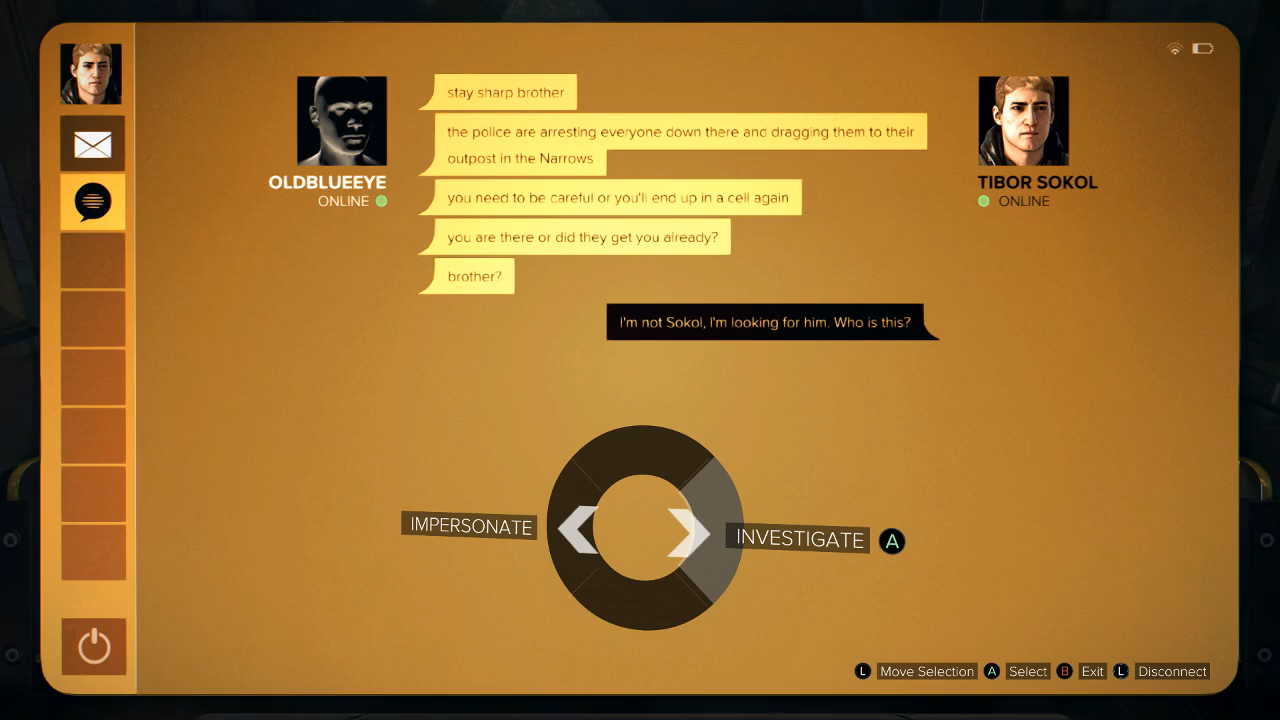 stay sharp brother
the police are arresting everyone down there and dragging them to their
outpost in the Narrows
OLDBLUEEYE
ONLINE
TIBOR SOKOL
ONLINE
you need to be careful or you'll end up in a cell again
you are there or did they get you already?
brother?
I'm not Sokol, I'm looking for him. Who is this?
IMPERSONATE
INVESTIGATE A
L Move Selection A Select B Exit L Disconnect